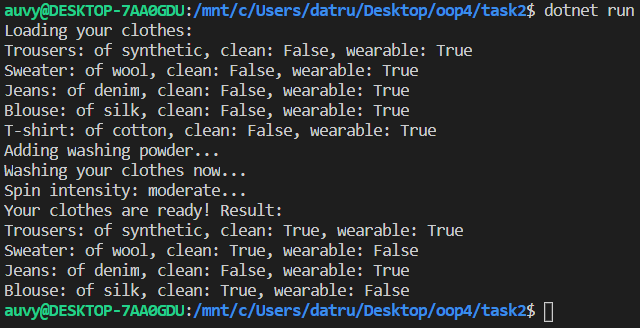 auvy@DESKTOP-7AA0GDU:/mnt/c/Users/datru/Desktop/oop4/task2$ dotnet run
Loading your clothes:
Trousers: of synthetic, clean: False, wearable: True
Sweater: of wool, clean: False, wearable: True
Jeans: of denim, clean: False, wearable: True
Blouse: of silk, clean: False, wearable: True
T-shirt: of cotton, clean: False, wearable: True
Adding washing powder...
Washing your clothes now...
Spin intensity: moderate...
Your clothes are ready! Result:
Trousers: of synthetic, clean: True, wearable: True
Sweater: of wool, clean: True, wearable: False
Jeans: of denim, clean: False, wearable: True
Blouse: of silk, clean: True, wearable: False
auvy@DESKTOP-7AA0GDU:/mnt/c/Users/datru/Desktop/oop4/task2$